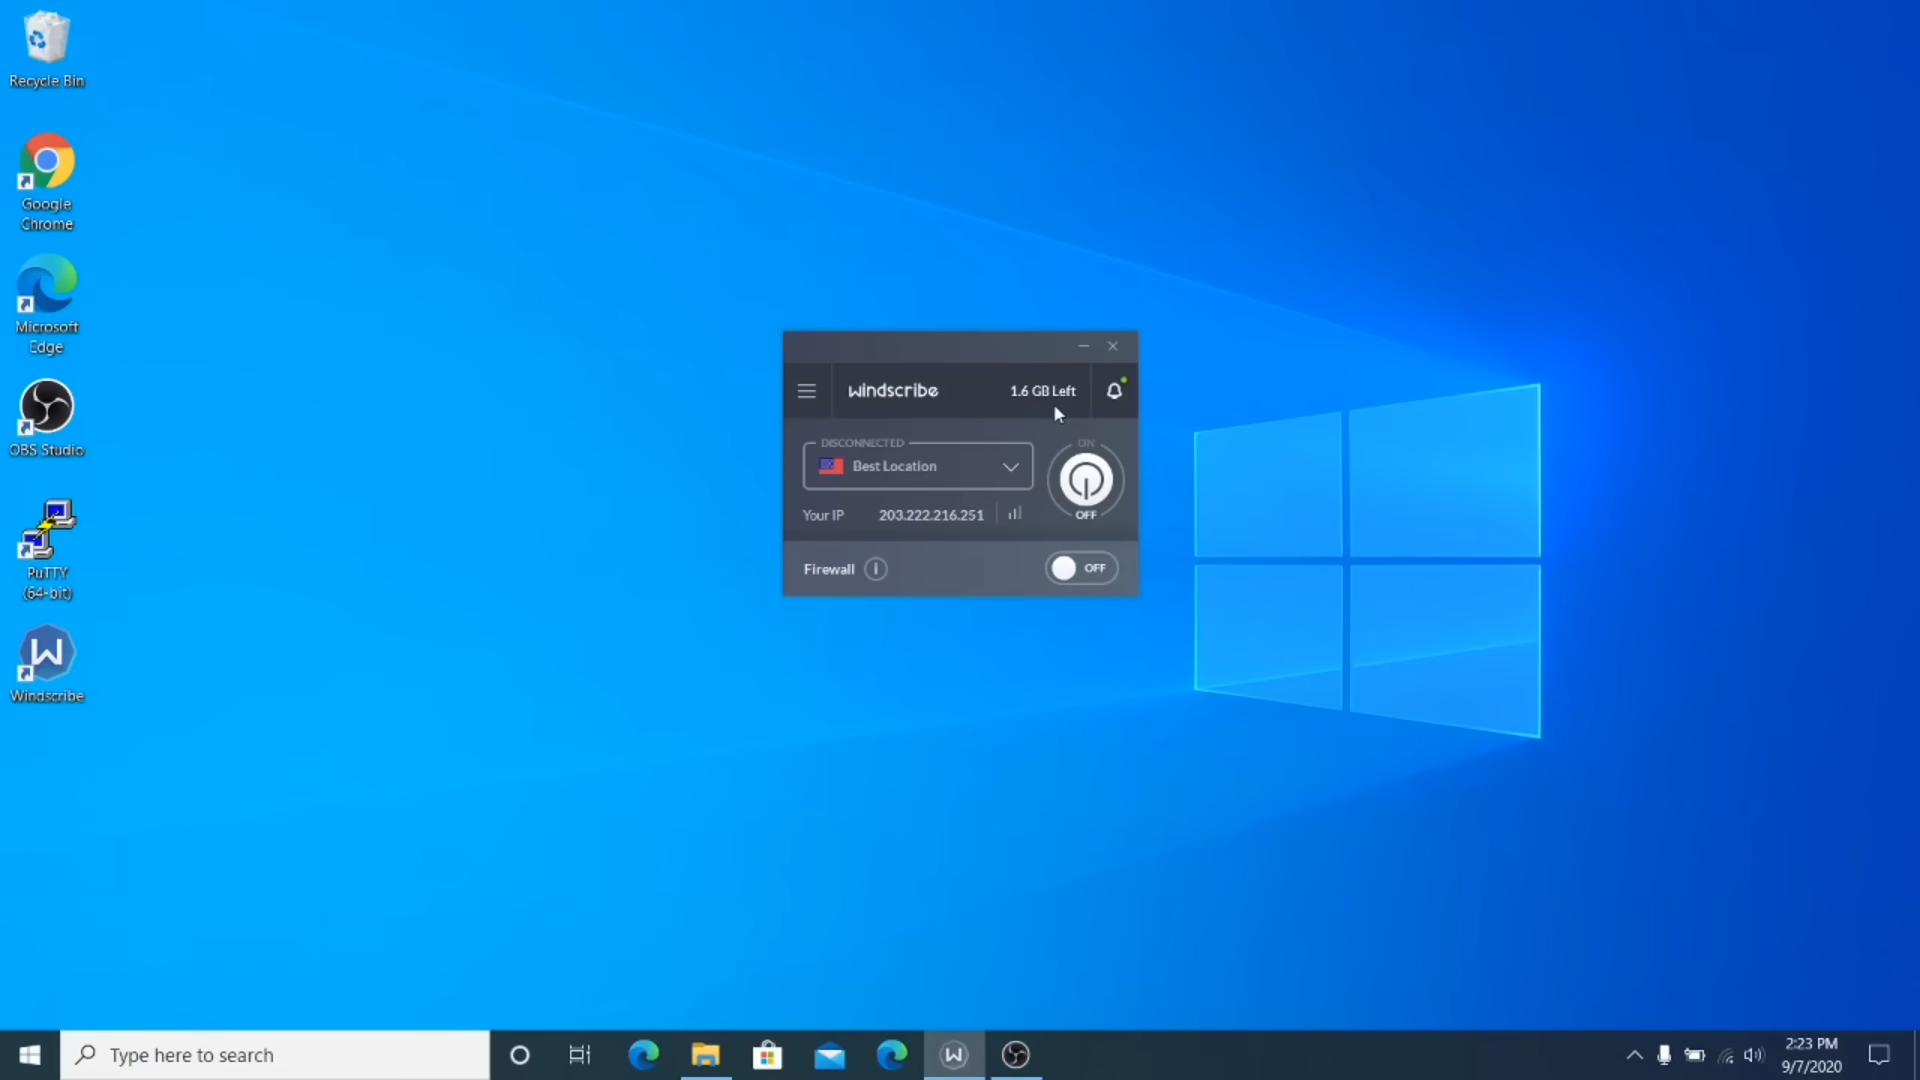 Recycle Bin
Google
Chrome
Microsoft
Edge
OBS Studio
PuTTY
(64-bit)
Windscribe
windscribe
1.6 GB Left
DISCONNECTED
Best Location
ON
OFF
Your IP
203.222.216.251
Firewall
OFF
Type here to search
2:23 PM
9/7/2020